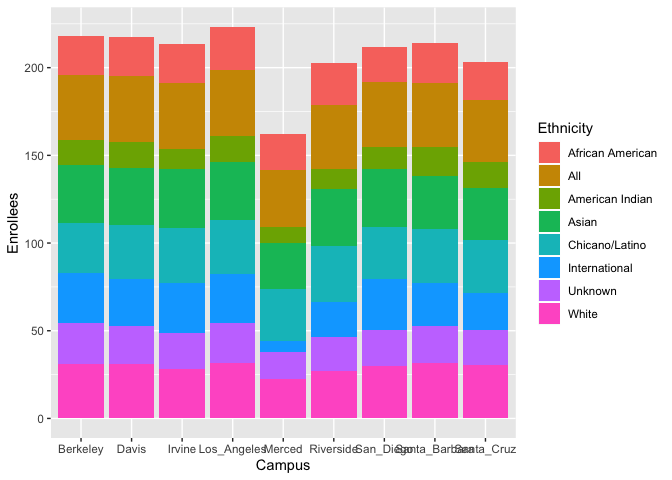 Enrollees
200
150
100
50
0
Berkeley Davis Irvine Los_Angeles Merced Riverside San_Diego Santa_Barbara Santa_Cruz
Campus
Ethnicity
African American
All
American Indian
Asian
Chicano/Latino
International
Unknown
White